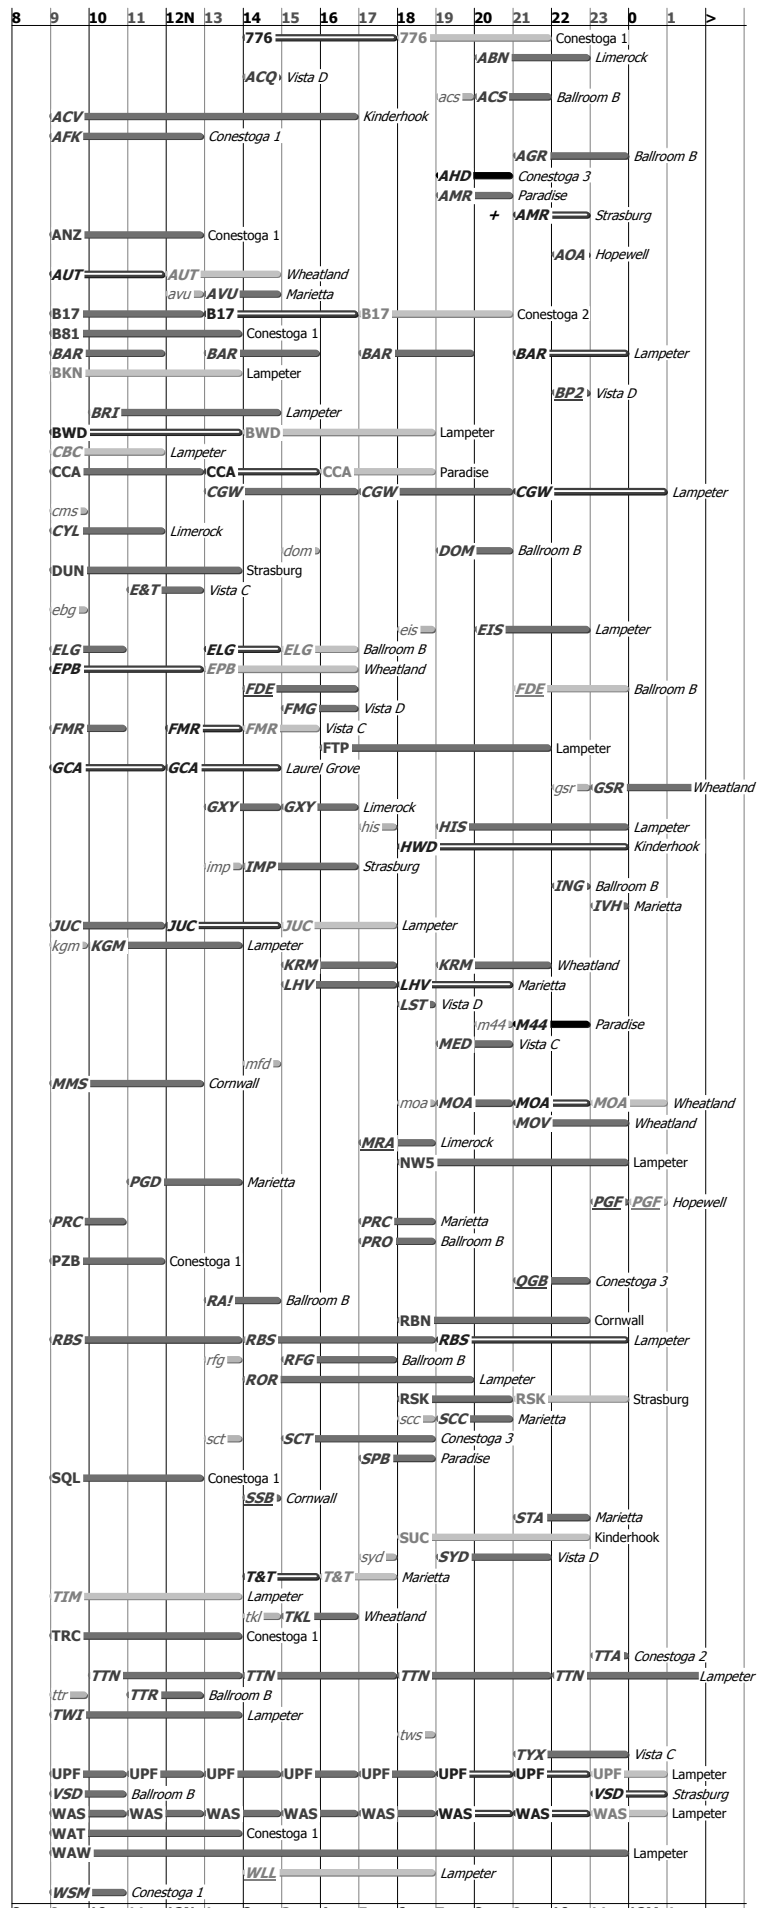 8 9 10 11 12N 13 14 15 16 17 18 19 20 21 22 23 0 1 >
776 776 Conestoga 1
ABN Limerock
ACQ Vista D
acs ACS Ballroom B
ACV Kinderhook
AFK Conestoga 1
AGR Ballroom B
AHD Conestoga 3
AMR Paradise
+ AMR Strasburg
ANZ Conestoga 1
AOA Hopewell
AUT AUT Wheatland
avu AVU Marietta
B17 B17 B17 Conestoga 2
B81 Conestoga 1
BAR BAR BAR BAR Lampeter
BKN Lampeter
BP2 Vista D
BRI Lampeter
BWD BWD Lampeter
CBC Lampeter
CCA CCA CCA Paradise
CGW CGW CGW Lampeter
cms
CYL Limerock
dom DOM Ballroom B
DUN Strasburg
E&T Vista C
ebg
eis EIS Lampeter
ELG ELG ELG Ballroom B
EPB EPB Wheatland
FDE FDE Ballroom B
FMG Vista D
FMR FMR FMR Vista C
FTP Lampeter
GCA GCA Laurel Grove
gsr GSR Wheatland
GXY GXY Limerock
his HIS Lampeter
HWD Kinderhook
imp IMP Strasburg
ING Ballroom B
IVH Marietta
JUC JUC JUC Lampeter
kgm KGM Lampeter
KRM KRM Wheatland
LHV LHV Marietta
LST Vista D
m44 M44 Paradise
MED Vista C
mfd
MMS Cornwall
moa MOA MOA MOA Wheatland
MOV Wheatland
MRA Limerock
NW5 Lampeter
PGD Marietta
PGF PGF Hopewell
PRC PRC Marietta
PRO Ballroom B
PZB Conestoga 1
QGB Conestoga 3
RA! Ballroom B
RBN Cornwall
RBS RBS RBS Lampeter
rfg RFG Ballroom B
ROR Lampeter
RSK RSK Strasburg
scc SCC Marietta
sct SCT Conestoga 3
SPB Paradise
SQL Conestoga 1
SSB Cornwall
STA Marietta
SUC Kinderhook
syd SYD Vista D
T&T T&T Marietta
TIM Lampeter
tkl TKL Wheatland
TRC Conestoga 1
TTA Conestoga 2
TTN TTN TTN TTN Lampeter
ttr TTR Ballroom B
TWI Lampeter
tws
TYX Vista C
UPF UPF UPF UPF UPF UPF UPF UPF Lampeter
VSD Ballroom B VSD Strasburg
WAS WAS WAS WAS WAS WAS WAS WAS Lampeter
WAT Conestoga 1
WAW Lampeter
WLL Lampeter
WSM Conestoga 1